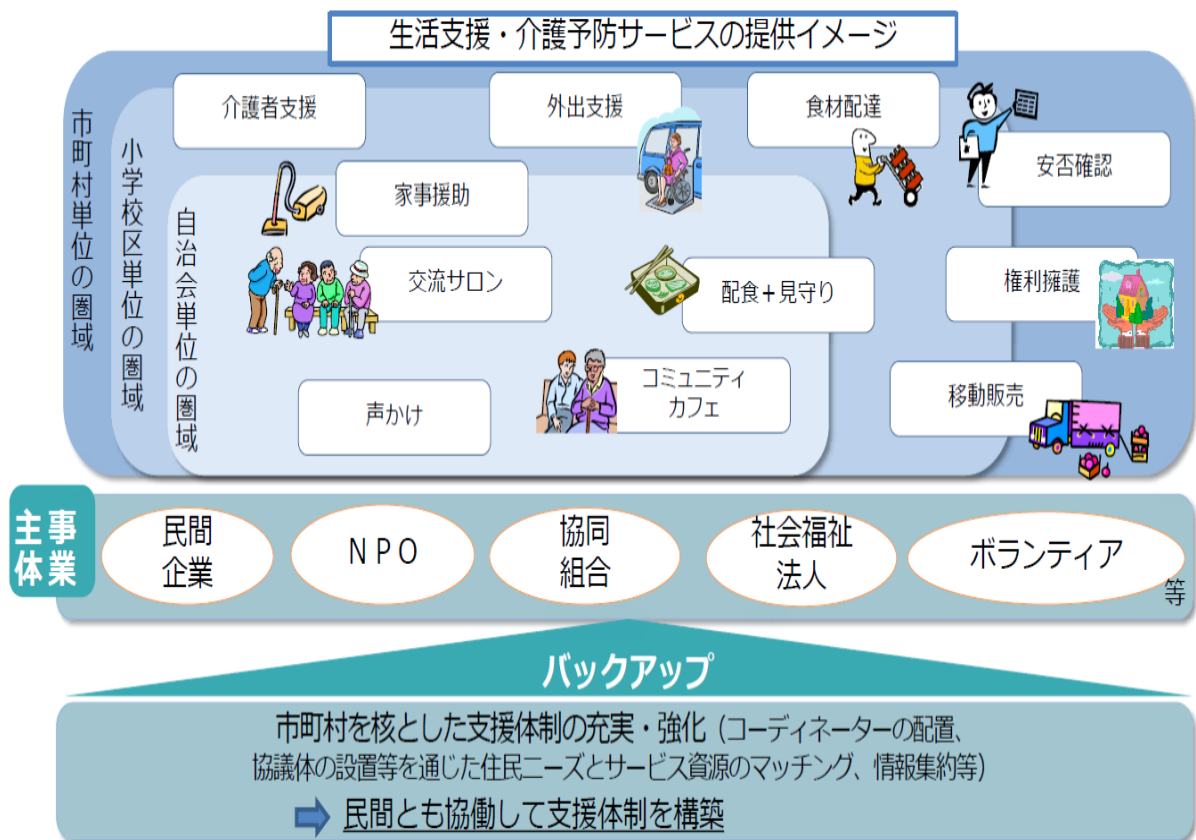 生活支援・介護予防サービスの提供イメージ
市町村単位の圏域
小学校区単位の圏域
自治会単位の圏域
介護者支援
外出支援
食材配達
安否確認
家事援助
交流サロン
配食＋見守り
権利擁護
声かけ
コミュニティ
カフェ
移動販売
事業
主体
民間
企業
ＮＰＯ
協同
組合
社会福祉
法人
ボランティア
等
バックアップ
市町村を核とした支援体制の充実・強化（コーディネーターの配置、
協議体の設置等を通じた住民ニーズとサービス資源のマッチング、情報集約等）
民間とも協働して支援体制を構築